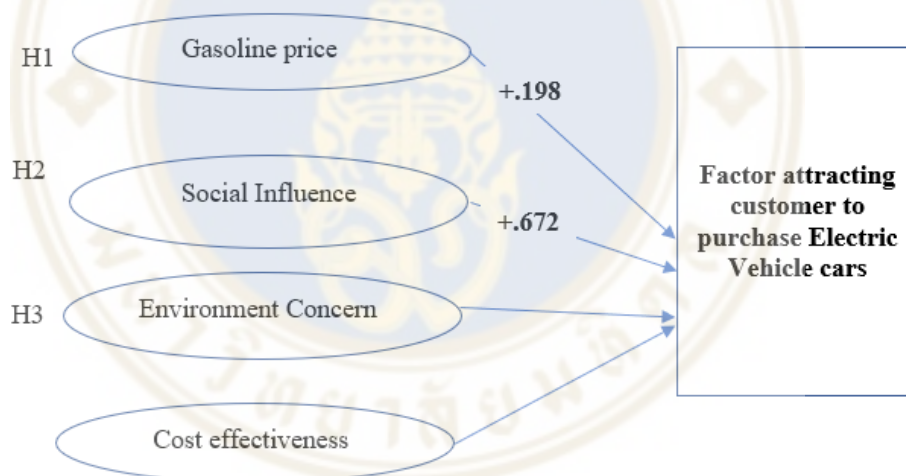 H1
Gasoline price
+.198
H2
Social Influence
+.672
Factor attracting
customer to
purchase Electric
Vehicle cars
H3
Environment Concern
Cost effectiveness